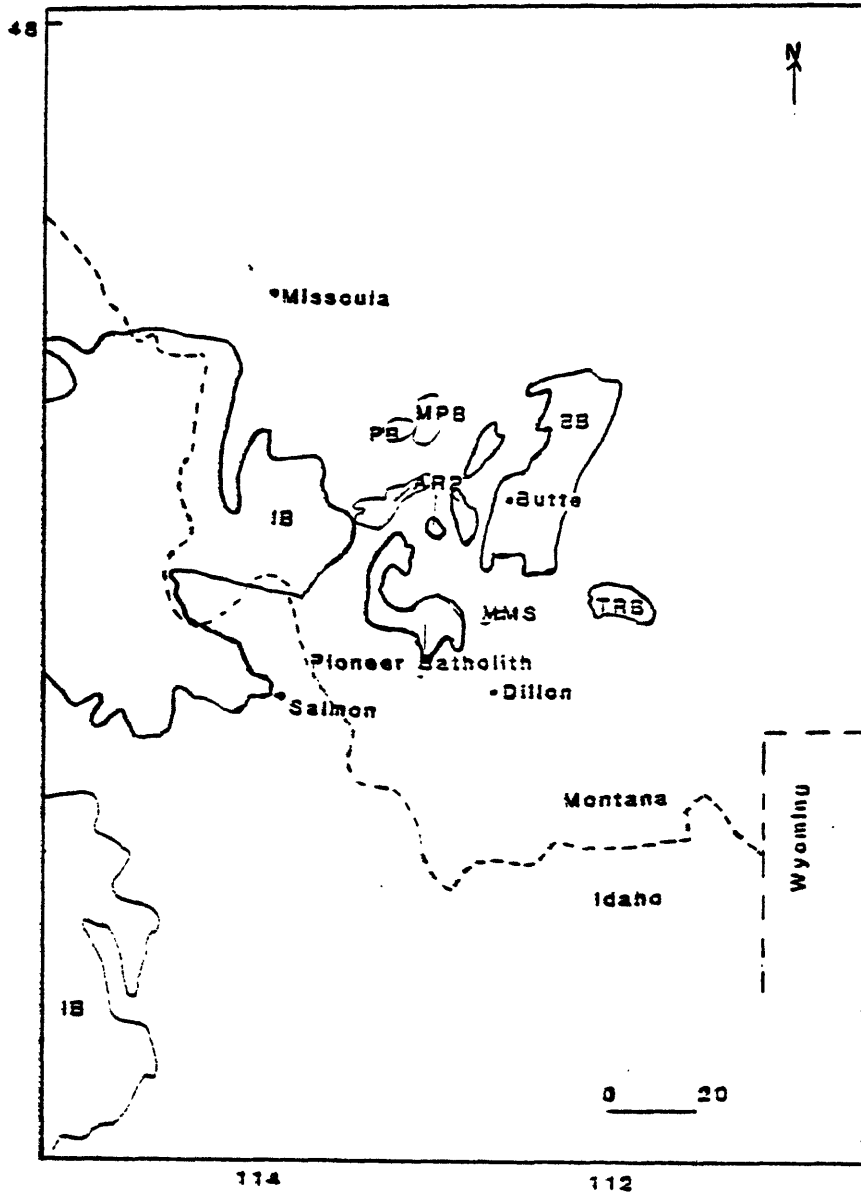 48
N
Missoula
MPB
PB
BB
AR2
IB
Butte
MMS
TRB
Pioneer Batholith
Dillon
Salmon
Montana
Wyoming
Idaho
IB
0 20
114
112